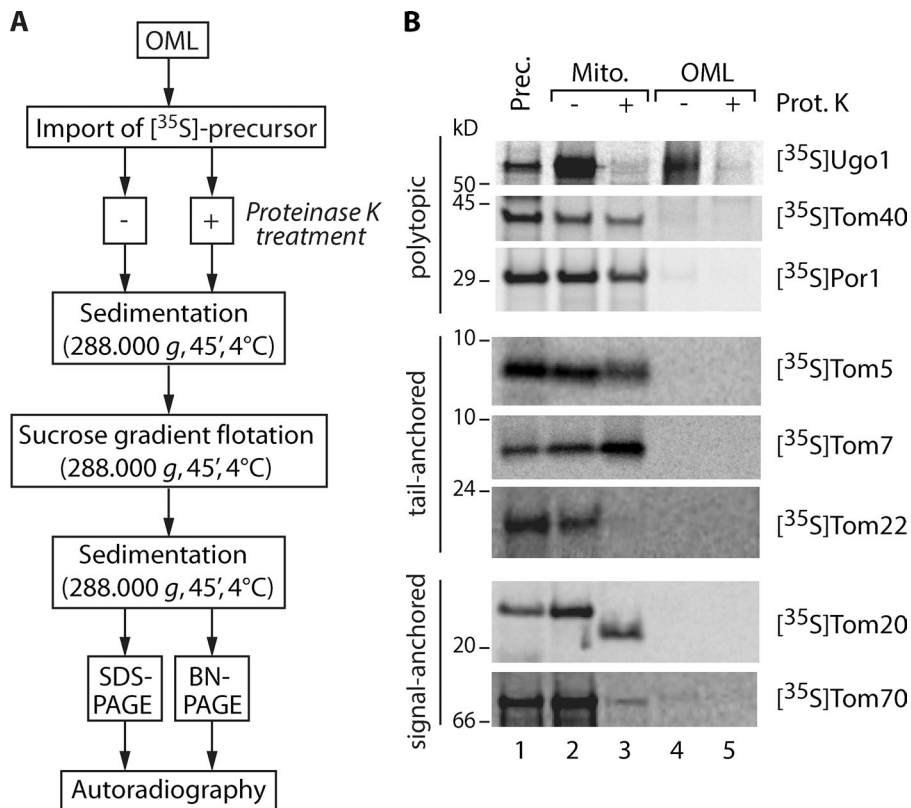 A
OML
Import of [³⁵S]-precursor
-
+
Proteinase K
treatment
Sedimentation
(288.000 g, 45′, 4°C)
Sucrose gradient flotation
(288.000 g, 45′, 4°C)
Sedimentation
(288.000 g, 45′, 4°C)
SDS-
PAGE
BN-
PAGE
Autoradiography
B
Prec.
Mito.
OML
- + - + Prot. K
kD
polytopic
50
[³⁵S]Ugo1
45
[³⁵S]Tom40
29
[³⁵S]Por1
tail-anchored
10
[³⁵S]Tom5
10
[³⁵S]Tom7
24
[³⁵S]Tom22
signal-anchored
20
[³⁵S]Tom20
66
[³⁵S]Tom70
1 2 3 4 5